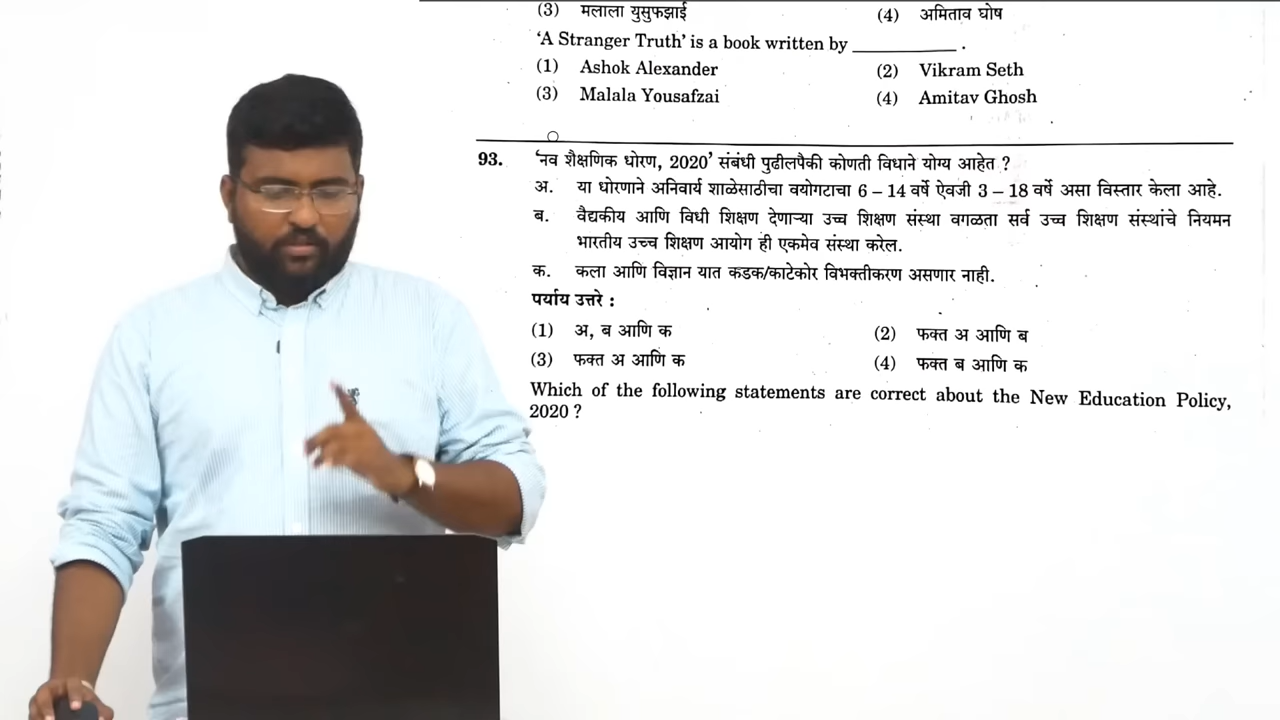 (3) मलाला युसुफझाई (4) अमिताव घोष
‘A Stranger Truth’ is a book written by __________ .
(1) Ashok Alexander (2) Vikram Seth
(3) Malala Yousafzai (4) Amitav Ghosh
93. ‘नव शैक्षणिक धोरण, 2020’ संबंधी पुढीलपैकी कोणती विधाने योग्य आहेत ?
अ. या धोरणाने अनिवार्य शाळेसाठीचा वयोगटाचा 6 – 14 वर्षे ऐवजी 3 – 18 वर्षे असा विस्तार केला आहे.
ब. वैद्यकीय आणि विधी शिक्षण देणाऱ्या उच्च शिक्षण संस्था वगळता सर्व उच्च शिक्षण संस्थांचे नियमन
भारतीय उच्च शिक्षण आयोग ही एकमेव संस्था करेल.
क. कला आणि विज्ञान यात कडक/काटेकोर विभक्तीकरण असणार नाही.
पर्याय उत्तरे :
(1) अ, ब आणि क (2) फक्त अ आणि ब
(3) फक्त अ आणि क (4) फक्त ब आणि क
Which of the following statements are correct about the New Education Policy,
2020 ?